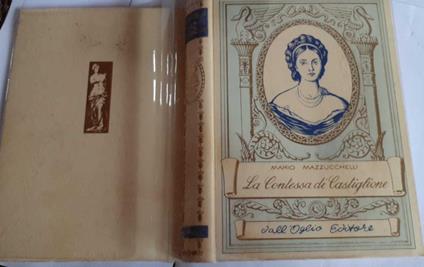 MARIO MAZZUCCHELLI
La Contessa di Castiglione
dall'Oglio Editore